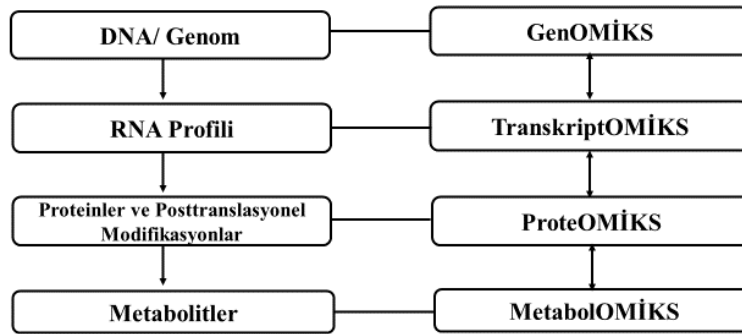 DNA/ Genom
GenOMİKS
RNA Profili
TranskriptOMİKS
Proteinler ve Posttranslasyonel
Modifikasyonlar
ProteOMİKS
Metabolitler
MetabolOMİKS